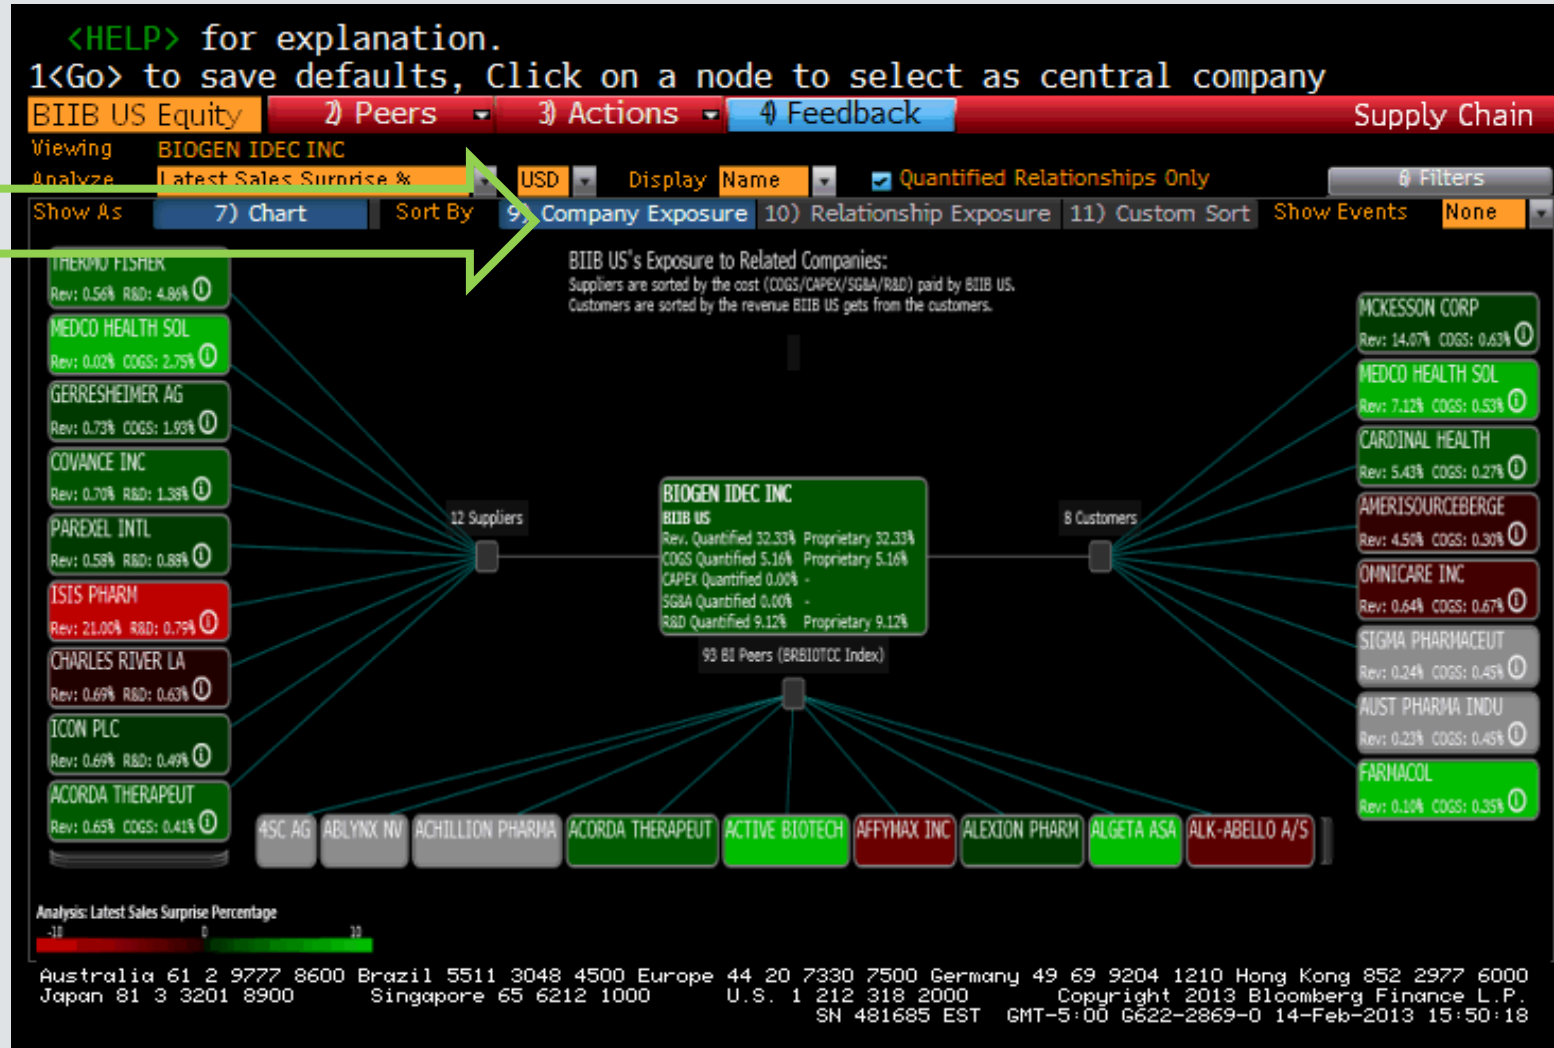 <HELP> for explanation.
1<Go> to save defaults, Click on a node to select as central company
BIIB US Equity 2) Peers 3) Actions 4) Feedback Supply Chain
Viewing BIOGEN IDEC INC
Analyze Latest Sales Surprise % USD Display Name Quantified Relationships Only 6) Filters
Show As 7) Chart Sort By 9) Company Exposure 10) Relationship Exposure 11) Custom Sort Show Events None
BIIB US's Exposure to Related Companies:
Suppliers are sorted by the cost (COGS/CAPEX/SG&A/R&D) paid by BIIB US.
Customers are sorted by the revenue BIIB US gets from the customers.
THERMO FISHER
Rev: 0.56% R&D: 4.86%
MEDCO HEALTH SOL
Rev: 0.02% COGS: 2.75%
GERRESHEIMER AG
Rev: 0.73% COGS: 1.93%
COVANCE INC
Rev: 0.70% R&D: 1.38%
PAREXEL INTL
Rev: 0.58% R&D: 0.88%
ISIS PHARM
Rev: 21.00% R&D: 0.79%
CHARLES RIVER LA
Rev: 0.69% R&D: 0.63%
ICON PLC
Rev: 0.69% R&D: 0.49%
ACORDA THERAPEUT
Rev: 0.65% COGS: 0.41%
12 Suppliers
BIOGEN IDEC INC
BIIB US
Rev. Quantified 32.33% Proprietary 32.33%
COGS Quantified 5.16% Proprietary 5.16%
CAPEX Quantified 0.00% -
SG&A Quantified 0.00% -
R&D Quantified 9.12% Proprietary 9.12%
93 BI Peers (BRBIOTCC Index)
8 Customers
MCKESSON CORP
Rev: 14.07% COGS: 0.63%
MEDCO HEALTH SOL
Rev: 7.12% COGS: 0.53%
CARDINAL HEALTH
Rev: 5.43% COGS: 0.27%
AMERISOURCEBERGE
Rev: 4.50% COGS: 0.30%
OMNICARE INC
Rev: 0.64% COGS: 0.67%
SIGMA PHARMACEUT
Rev: 0.24% COGS: 0.45%
AUST PHARMA INDU
Rev: 0.23% COGS: 0.45%
FARMACOL
Rev: 0.10% COGS: 0.35%
4SC AG ABLYNX NV ACHILLION PHARMA ACORDA THERAPEUT ACTIVE BIOTECH AFFYMAX INC ALEXION PHARM ALGETA ASA ALK-ABELLO A/S
Analysis: Latest Sales Surprise Percentage
-10 0 10
Australia 61 2 9777 8600 Brazil 5511 3048 4500 Europe 44 20 7330 7500 Germany 49 69 9204 1210 Hong Kong 852 2977 6000
Japan 81 3 3201 8900 Singapore 65 6212 1000 U.S. 1 212 318 2000 Copyright 2013 Bloomberg Finance L.P.
SN 481685 EST GMT-5:00 G622-2869-0 14-Feb-2013 15:50:18